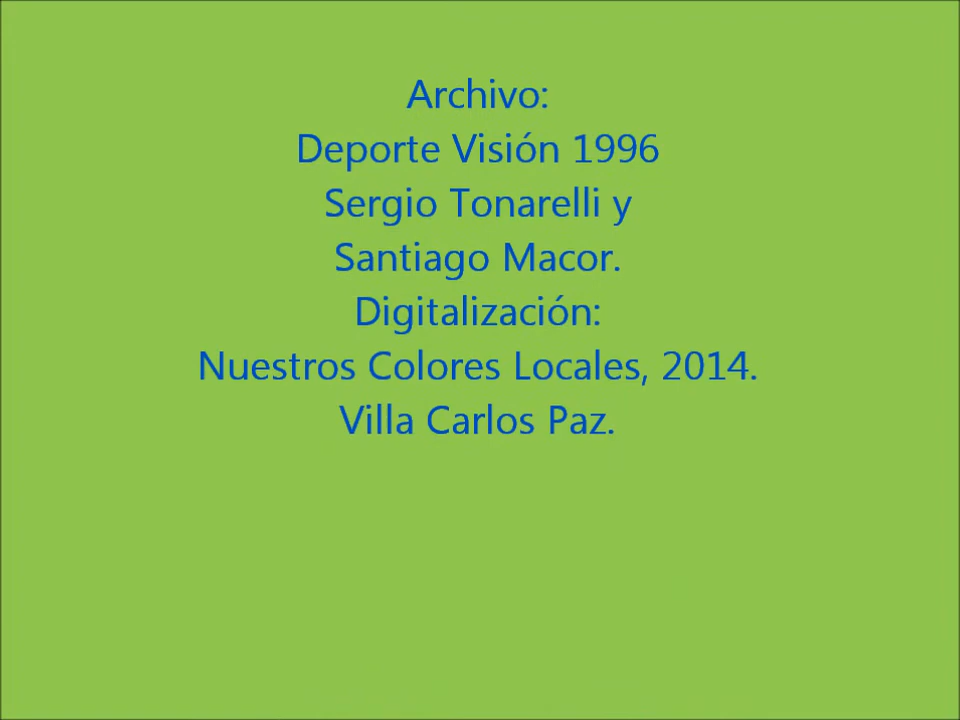 Archivo:
Deporte Visión 1996
Sergio Tonarelli y
Santiago Macor.
Digitalización:
Nuestros Colores Locales, 2014.
Villa Carlos Paz.